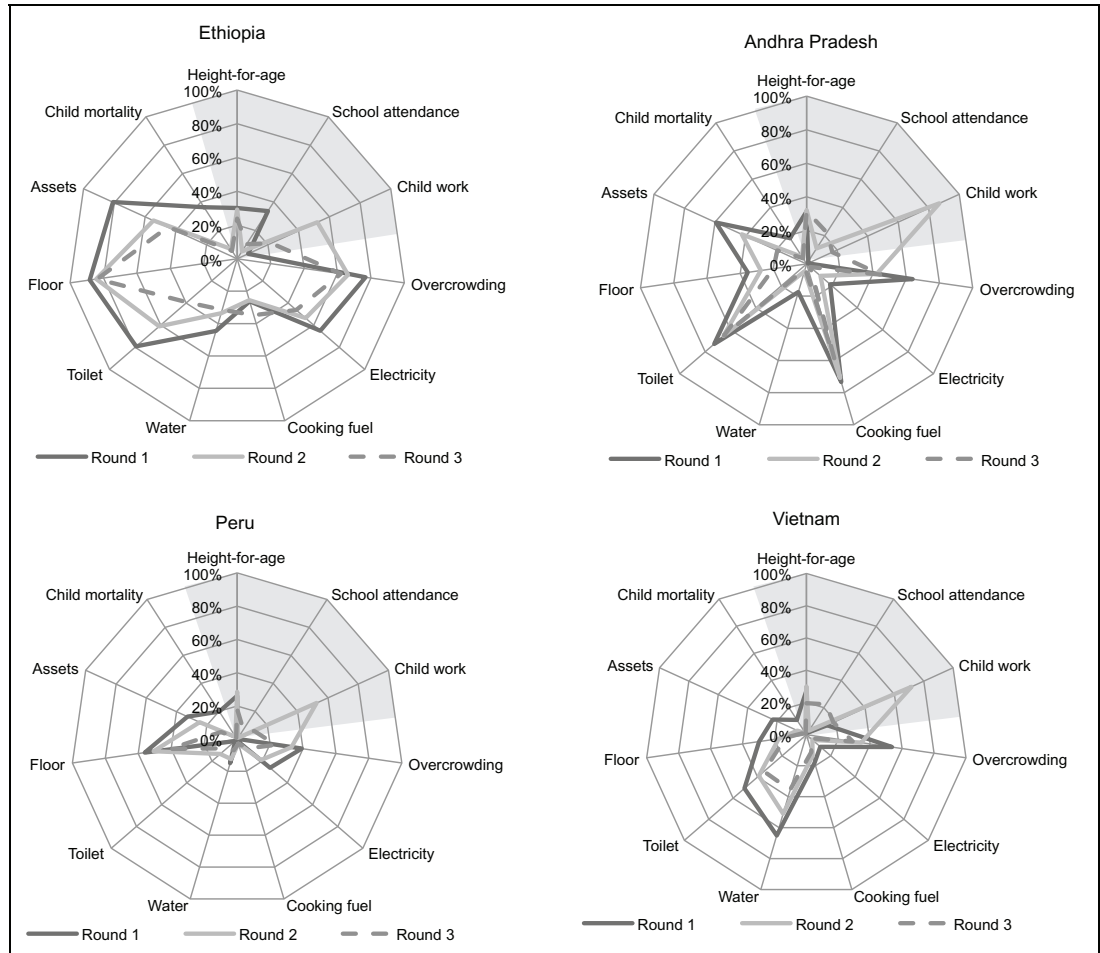 Ethiopia
Height-for-age
100%
School attendance
Child mortality
80%
60%
Assets
Child work
40%
20%
0%
Floor
Overcrowding
Toilet
Electricity
Water
Cooking fuel
Round 1
Round 2
Round 3
Andhra Pradesh
Height-for-age
100%
School attendance
Child mortality
80%
60%
Assets
Child work
40%
20%
0%
Floor
Overcrowding
Toilet
Electricity
Water
Cooking fuel
Round 1
Round 2
Round 3
Peru
Height-for-age
100%
School attendance
Child mortality
80%
60%
Assets
Child work
40%
20%
0%
Floor
Overcrowding
Toilet
Electricity
Water
Cooking fuel
Round 1
Round 2
Round 3
Vietnam
Height-for-age
100%
School attendance
Child mortality
80%
60%
Assets
Child work
40%
20%
0%
Floor
Overcrowding
Toilet
Electricity
Water
Cooking fuel
Round 1
Round 2
Round 3